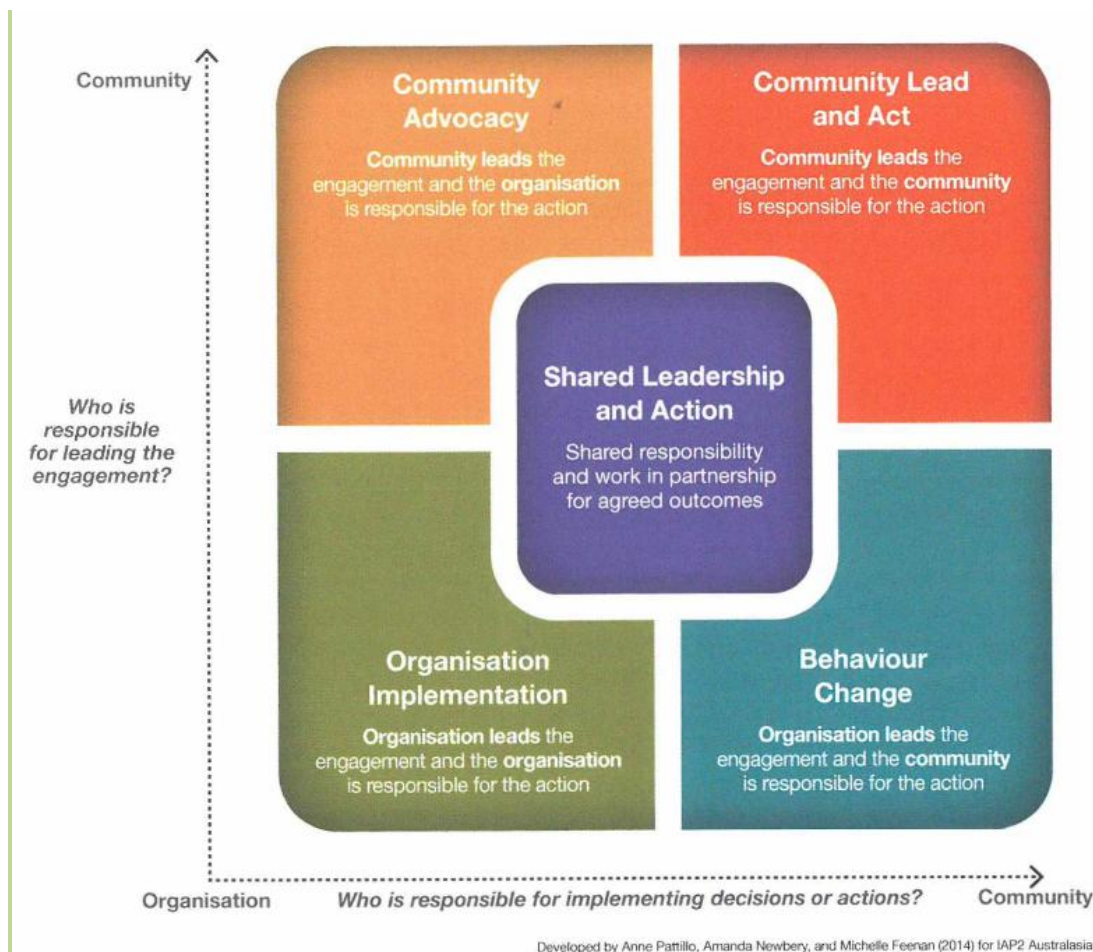 Community
Community
Advocacy
Community leads the
engagement and the organisation
is responsible for the action
Community Lead
and Act
Community leads the
engagement and the community
is responsible for the action
Who is
responsible
for leading the
engagement?
Shared Leadership
and Action
Shared responsibility
and work in partnership
for agreed outcomes
Organisation
Implementation
Organisation leads the
engagement and the organisation
is responsible for the action
Behaviour
Change
Organisation leads the
engagement and the community
is responsible for the action
Organisation
Who is responsible for implementing decisions or actions?
Community
Developed by Anne Pattillo, Amanda Newbery, and Michelle Feenan (2014) for IAP2 Australasia